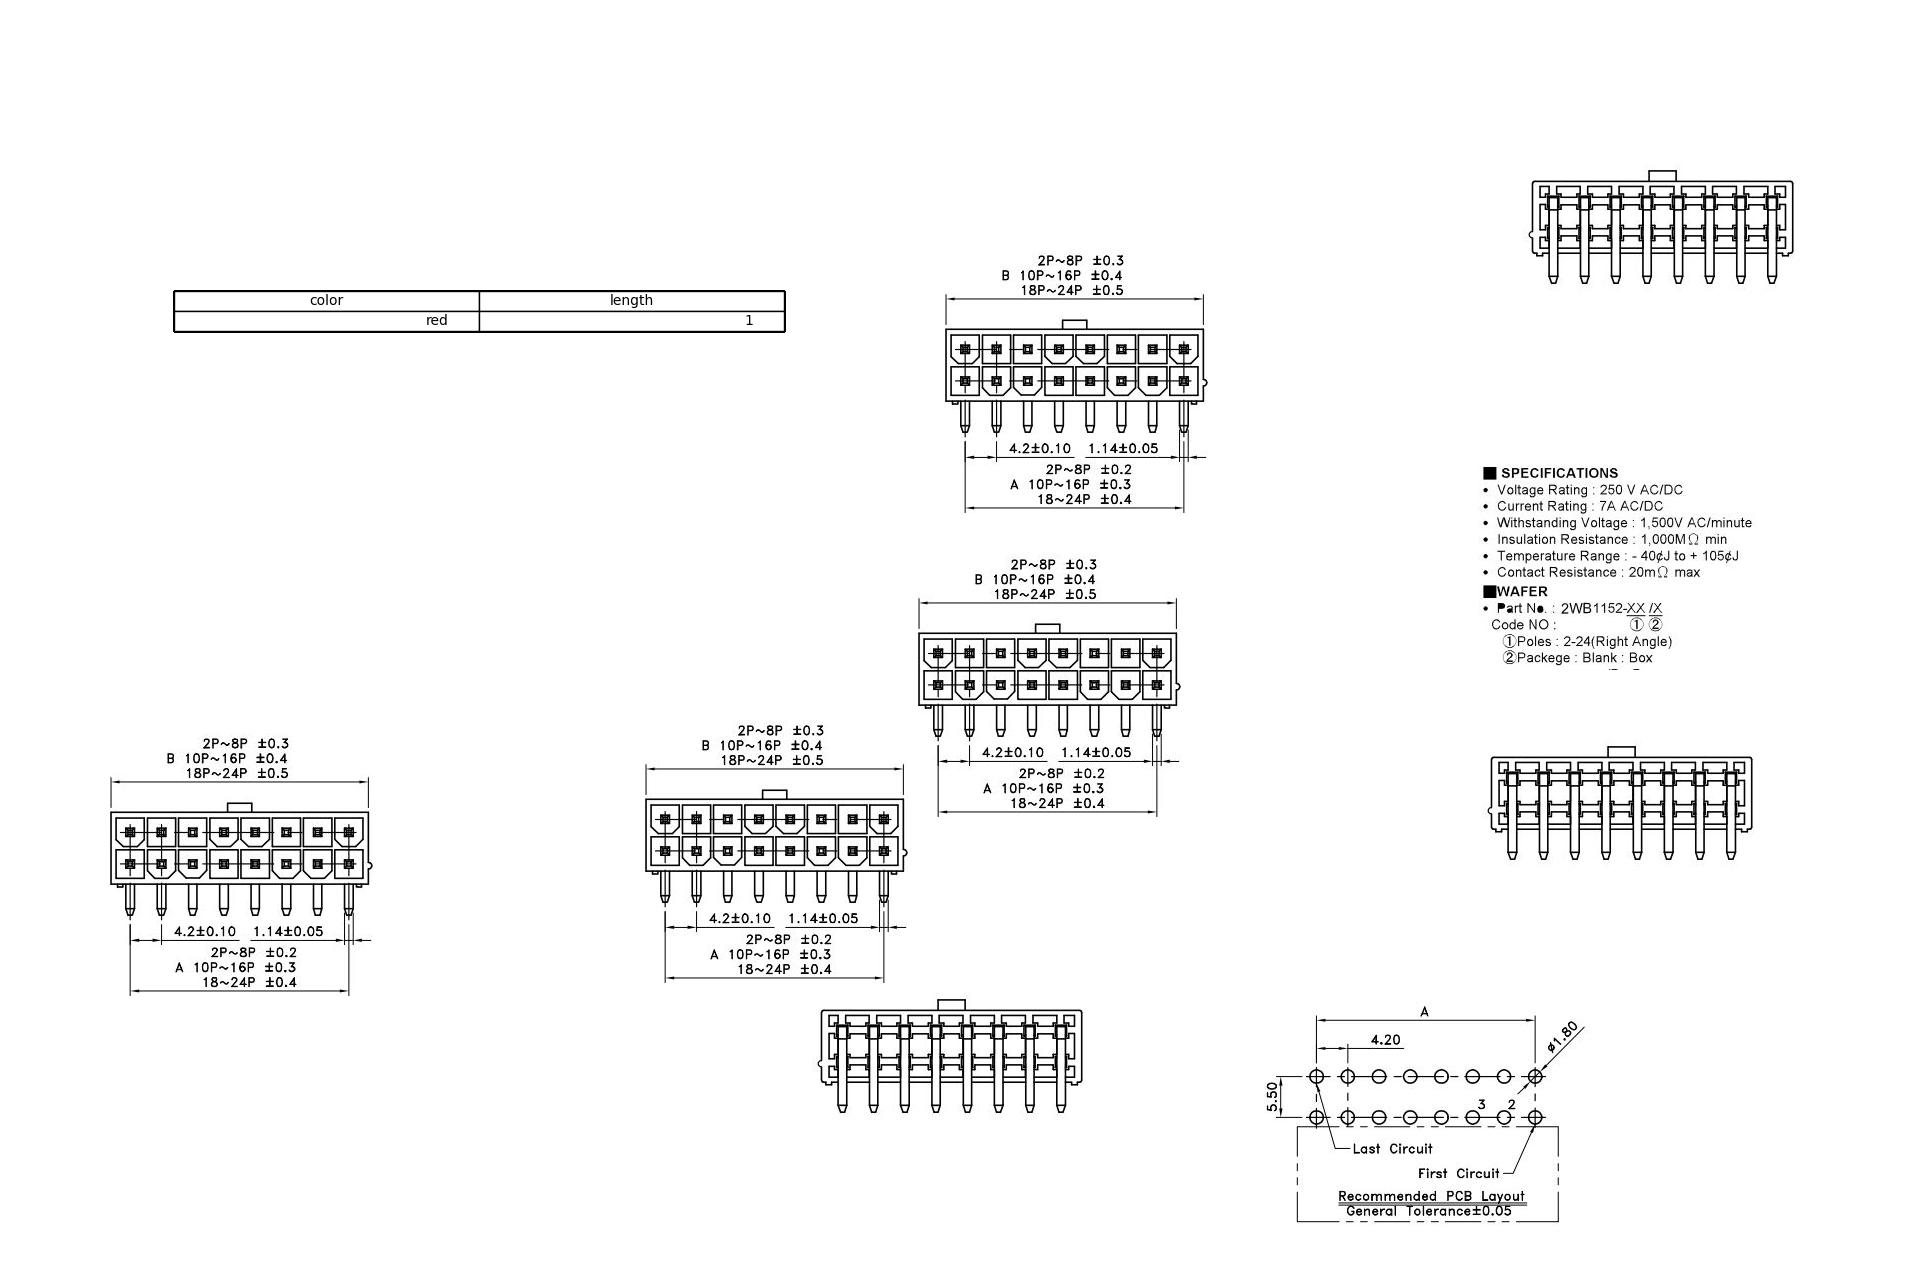 color length
red 1
2P~8P ±0.3
B 10P~16P ±0.4
18P~24P ±0.5
4.2±0.10 1.14±0.05
2P~8P ±0.2
A 10P~16P ±0.3
18~24P ±0.4
■ SPECIFICATIONS
• Voltage Rating : 250 V AC/DC
• Current Rating : 7A AC/DC
• Withstanding Voltage : 1,500V AC/minute
• Insulation Resistance : 1,000MΩ min
• Temperature Range : - 40¢J to + 105¢J
• Contact Resistance : 20mΩ max
■WAFER
• Part No. : 2WB1152-XX /X
Code NO : ① ②
①Poles : 2-24(Right Angle)
②Packege : Blank : Box
2P~8P ±0.3
B 10P~16P ±0.4
18P~24P ±0.5
4.2±0.10 1.14±0.05
2P~8P ±0.2
A 10P~16P ±0.3
18~24P ±0.4
2P~8P ±0.3
B 10P~16P ±0.4
18P~24P ±0.5
4.2±0.10 1.14±0.05
2P~8P ±0.2
A 10P~16P ±0.3
18~24P ±0.4
2P~8P ±0.3
B 10P~16P ±0.4
18P~24P ±0.5
4.2±0.10 1.14±0.05
2P~8P ±0.2
A 10P~16P ±0.3
18~24P ±0.4
A
4.20
ø1.80
5.50
3 2
Last Circuit
First Circuit
Recommended PCB Layout
General Tolerance±0.05